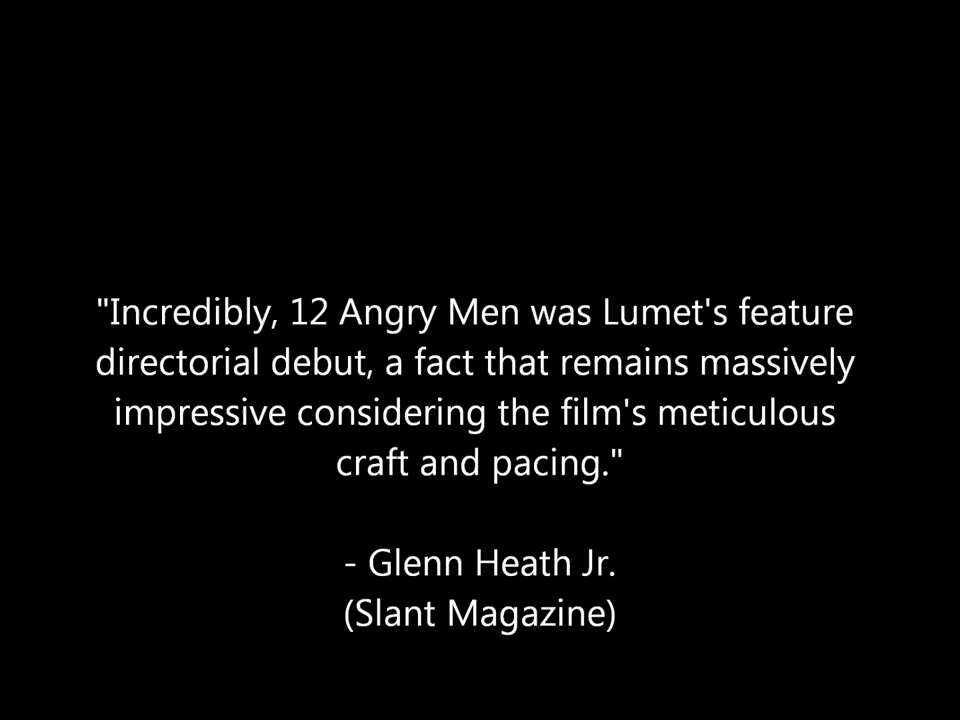 "Incredibly, 12 Angry Men was Lumet's feature
directorial debut, a fact that remains massively
impressive considering the film's meticulous
craft and pacing."
- Glenn Heath Jr.
(Slant Magazine)